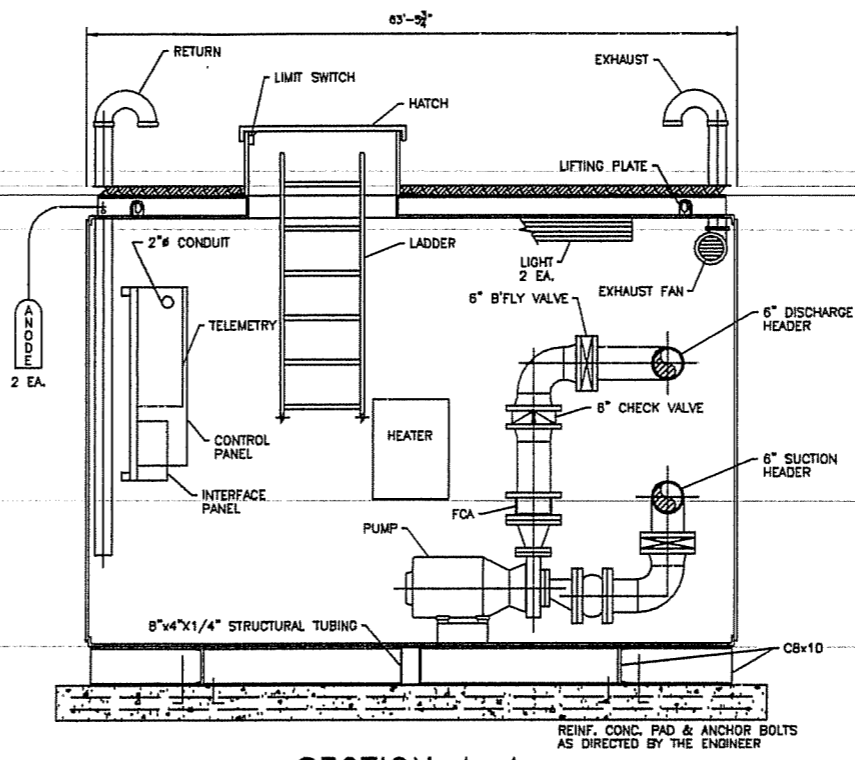 63'-5¾"
RETURN
EXHAUST
LIMIT SWITCH
HATCH
LIFTING PLATE
2"ø CONDUIT
LADDER
LIGHT
2 EA.
EXHAUST FAN
6" B'FLY VALVE
6" DISCHARGE
HEADER
ANODE
2 EA.
TELEMETRY
6" CHECK VALVE
HEATER
CONTROL
PANEL
6" SUCTION
HEADER
INTERFACE
PANEL
FCA
PUMP
8"x4"X1/4" STRUCTURAL TUBING
C8x10
REINF. CONC. PAD & ANCHOR BOLTS
AS DIRECTED BY THE ENGINEER
SECTION